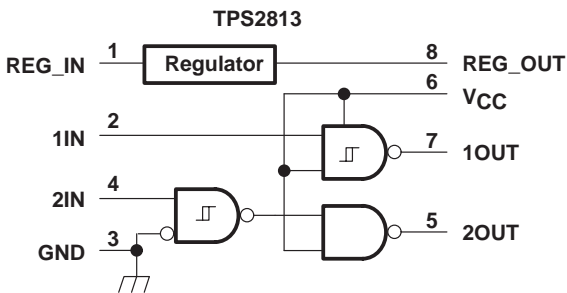 TPS2813
REG_IN 1 Regulator 8 REG_OUT
6 VCC
1IN 2
7 1OUT
2IN 4
5 2OUT
GND 3